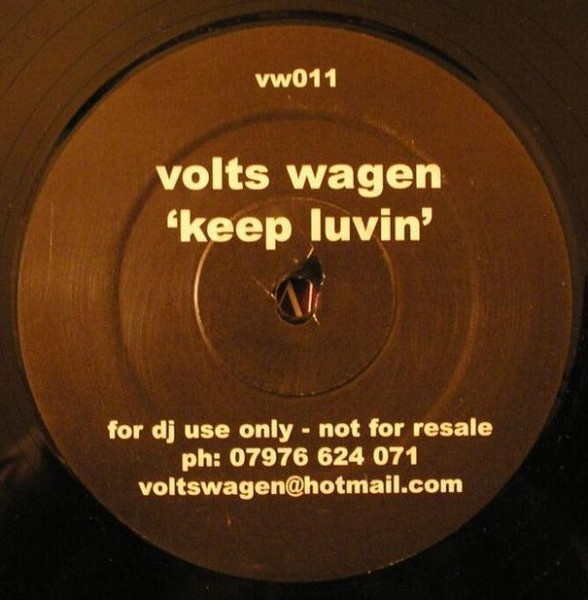 vw011
volts wagen
‘keep luvin’
for dj use only - not for resale
ph: 07976 624 071
voltswagen@hotmail.com